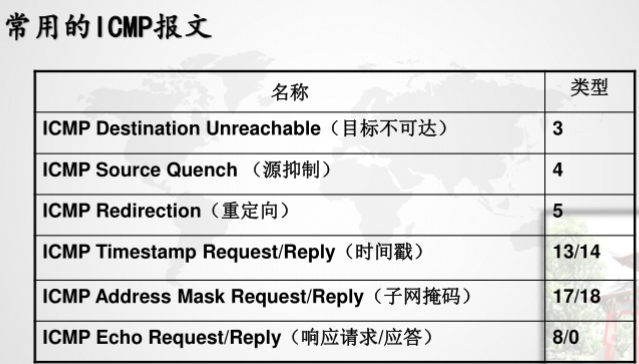 常用的ICMP报文
名称 类型
ICMP Destination Unreachable（目标不可达） 3
ICMP Source Quench （源抑制） 4
ICMP Redirection（重定向） 5
ICMP Timestamp Request/Reply（时间戳） 13/14
ICMP Address Mask Request/Reply（子网掩码） 17/18
ICMP Echo Request/Reply（响应请求/应答） 8/0